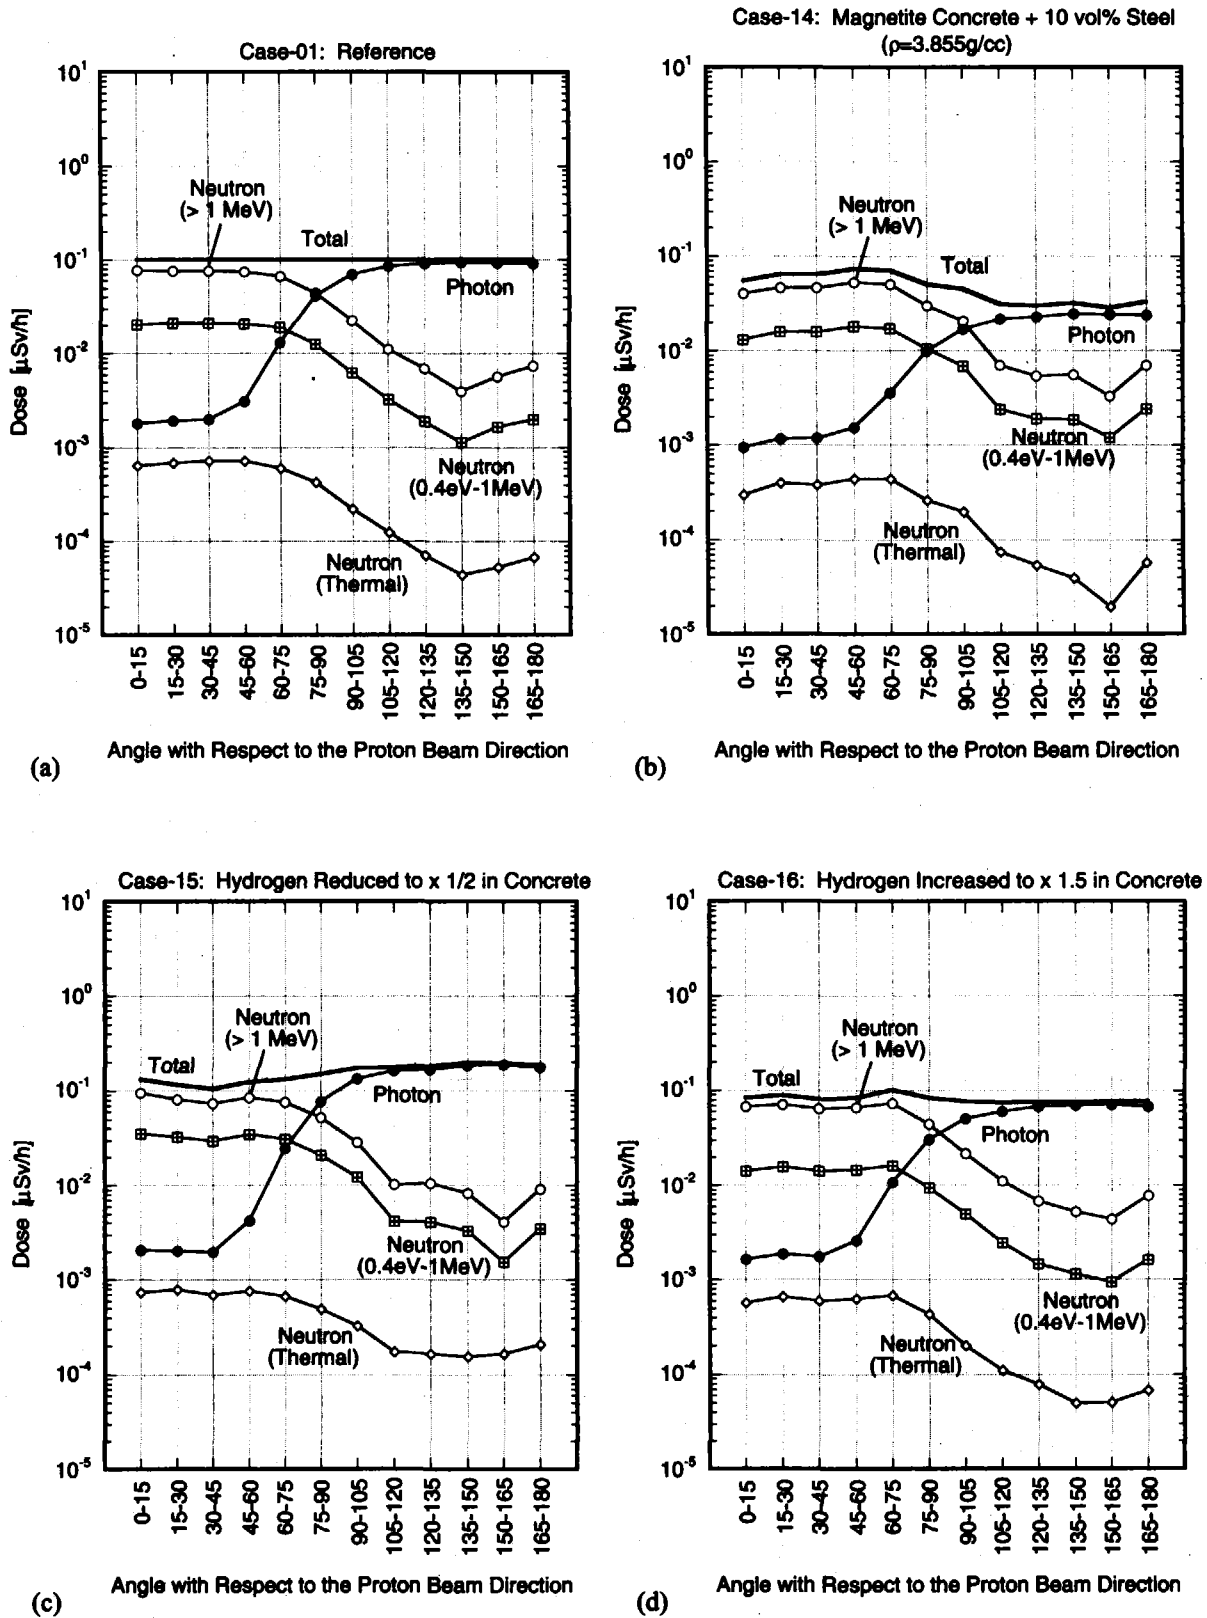 Case-01: Reference
10^1
10^0
10^-1
10^-2
10^-3
10^-4
10^-5
Dose [μSv/h]
Neutron
(> 1 MeV)
Total
Photon
Neutron
(0.4eV-1MeV)
Neutron
(Thermal)
0-15
15-30
30-45
45-60
60-75
75-90
90-105
105-120
120-135
135-150
150-165
165-180
Angle with Respect to the Proton Beam Direction
(a)
Case-14: Magnetite Concrete + 10 vol% Steel
(ρ=3.855g/cc)
10^1
10^0
10^-1
10^-2
10^-3
10^-4
10^-5
Dose [μSv/h]
Neutron
(> 1 MeV)
Total
Photon
Neutron
(0.4eV-1MeV)
Neutron
(Thermal)
0-15
15-30
30-45
45-60
60-75
75-90
90-105
105-120
120-135
135-150
150-165
165-180
Angle with Respect to the Proton Beam Direction
(b)
Case-15: Hydrogen Reduced to x 1/2 in Concrete
10^1
10^0
10^-1
10^-2
10^-3
10^-4
10^-5
Dose [μSv/h]
Neutron
(> 1 MeV)
Total
Photon
Neutron
(0.4eV-1MeV)
Neutron
(Thermal)
0-15
15-30
30-45
45-60
60-75
75-90
90-105
105-120
120-135
135-150
150-165
165-180
Angle with Respect to the Proton Beam Direction
(c)
Case-16: Hydrogen Increased to x 1.5 in Concrete
10^1
10^0
10^-1
10^-2
10^-3
10^-4
10^-5
Dose [μSv/h]
Neutron
(> 1 MeV)
Total
Photon
Neutron
(0.4eV-1MeV)
Neutron
(Thermal)
0-15
15-30
30-45
45-60
60-75
75-90
90-105
105-120
120-135
135-150
150-165
165-180
Angle with Respect to the Proton Beam Direction
(d)